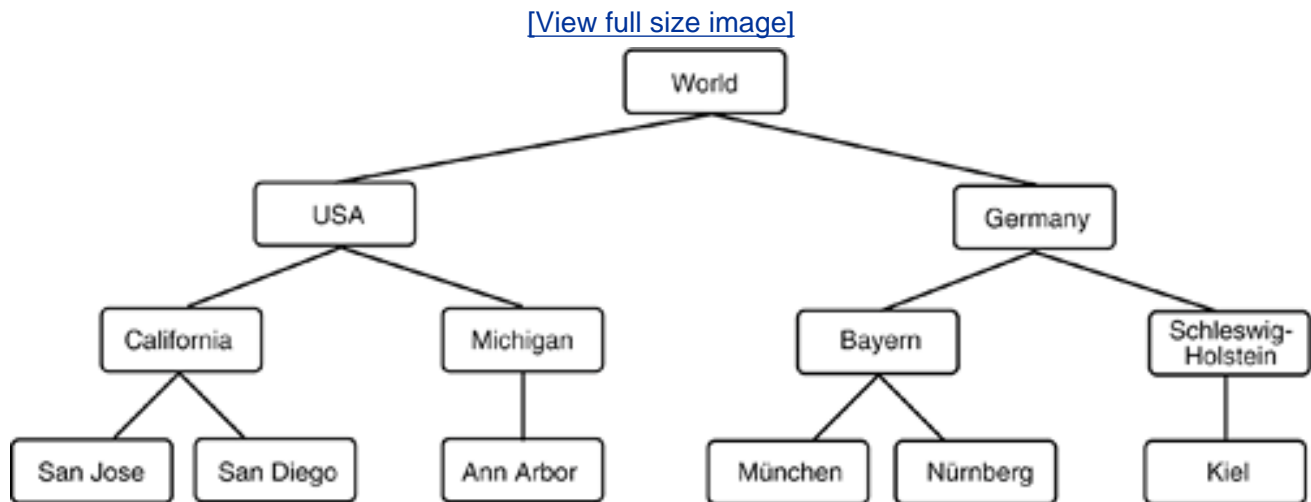 [View full size image]
World
USA
Germany
California
Michigan
Bayern
Schleswig-
Holstein
San Jose
San Diego
Ann Arbor
München
Nürnberg
Kiel